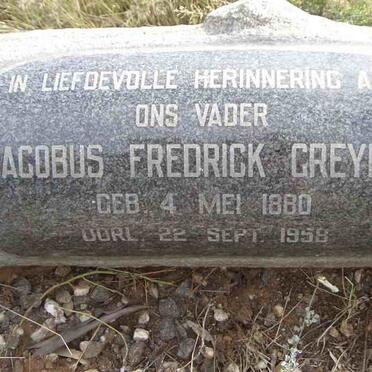 IN LIEFDEVOLLE HERINNERING A
ONS VADER
ACOBUS FREDRICK GREY
GEB 4 MEI 1880
OORL. 22 SEPT. 1958